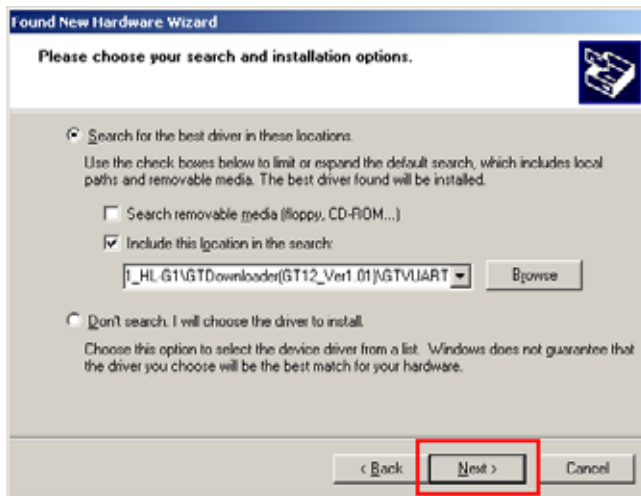 Found New Hardware Wizard
Please choose your search and installation options.
Search for the best driver in these locations.
Use the check boxes below to limit or expand the default search, which includes local
paths and removable media. The best driver found will be installed.
Search removable media (floppy, CD-ROM...)
Include this location in the search:
1_HL-G1\GTDownloader(GT12_Ver1.01)\GTVUART
Browse
Don't search. I will choose the driver to install.
Choose this option to select the device driver from a list. Windows does not guarantee that
the driver you choose will be the best match for your hardware.
< Back
Next >
Cancel